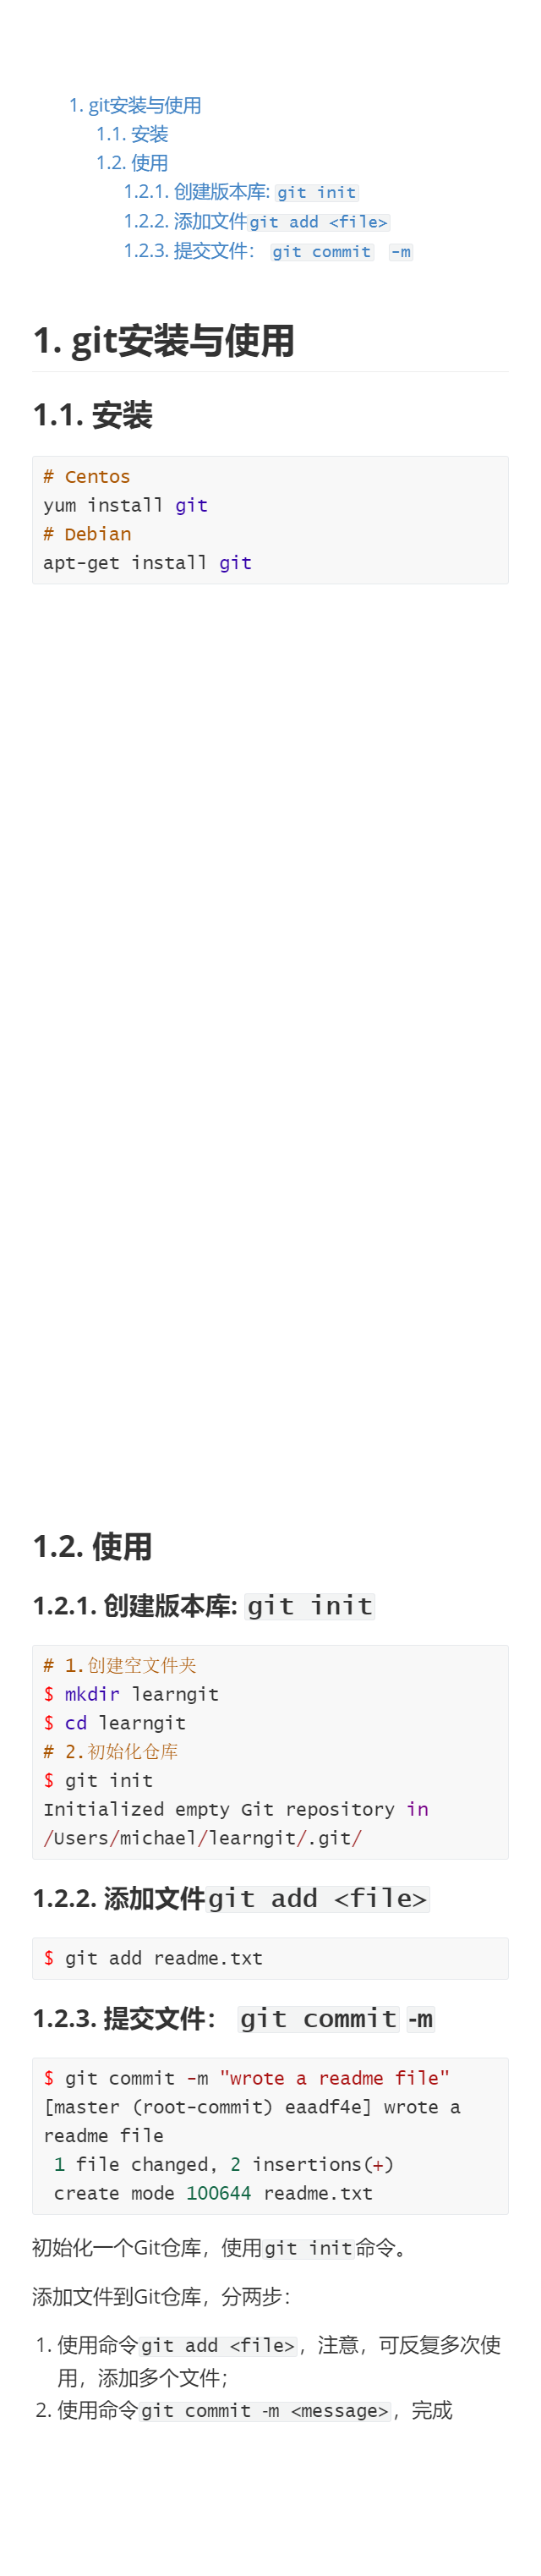 1. git安装与使用
1.1. 安装
1.2. 使用
1.2.1. 创建版本库: git init
1.2.2. 添加文件git add <file>
1.2.3. 提交文件： git commit -m
1. git安装与使用
1.1. 安装
# Centos
yum install git
# Debian
apt-get install git
1.2. 使用
1.2.1. 创建版本库: git init
# 1.创建空文件夹
$ mkdir learngit
$ cd learngit
# 2.初始化仓库
$ git init
Initialized empty Git repository in
/Users/michael/learngit/.git/
1.2.2. 添加文件git add <file>
$ git add readme.txt
1.2.3. 提交文件： git commit -m
$ git commit -m "wrote a readme file"
[master (root-commit) eaadf4e] wrote a
readme file
1 file changed, 2 insertions(+)
create mode 100644 readme.txt
初始化一个Git仓库，使用git init命令。
添加文件到Git仓库，分两步：
1. 使用命令git add <file>，注意，可反复多次使
用，添加多个文件；
2. 使用命令git commit -m <message>，完成